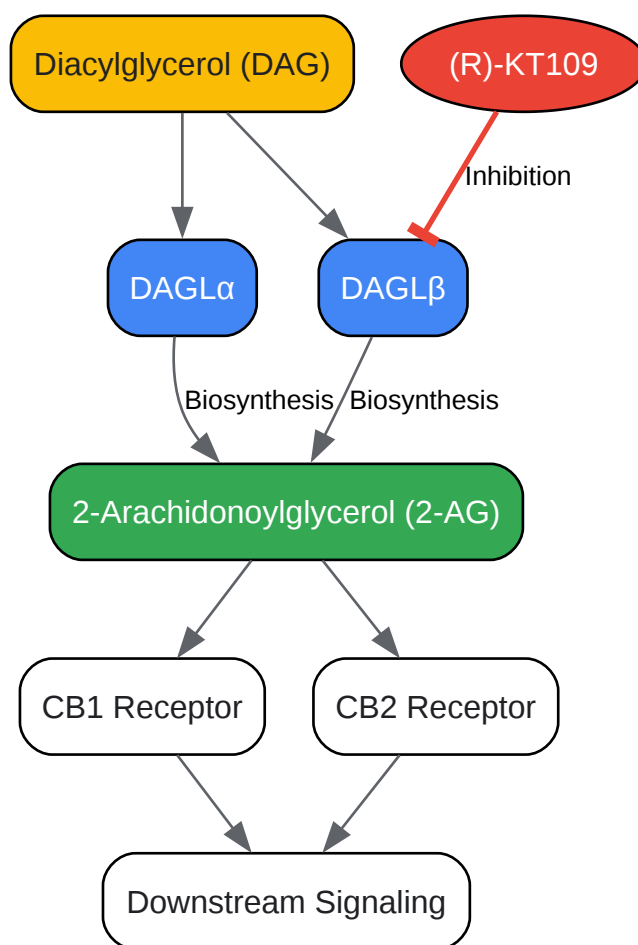 Diacylglycerol (DAG)
(R)-KT109
Inhibition
DAGLα
DAGLβ
Biosynthesis
Biosynthesis
2-Arachidonoylglycerol (2-AG)
CB1 Receptor
CB2 Receptor
Downstream Signaling